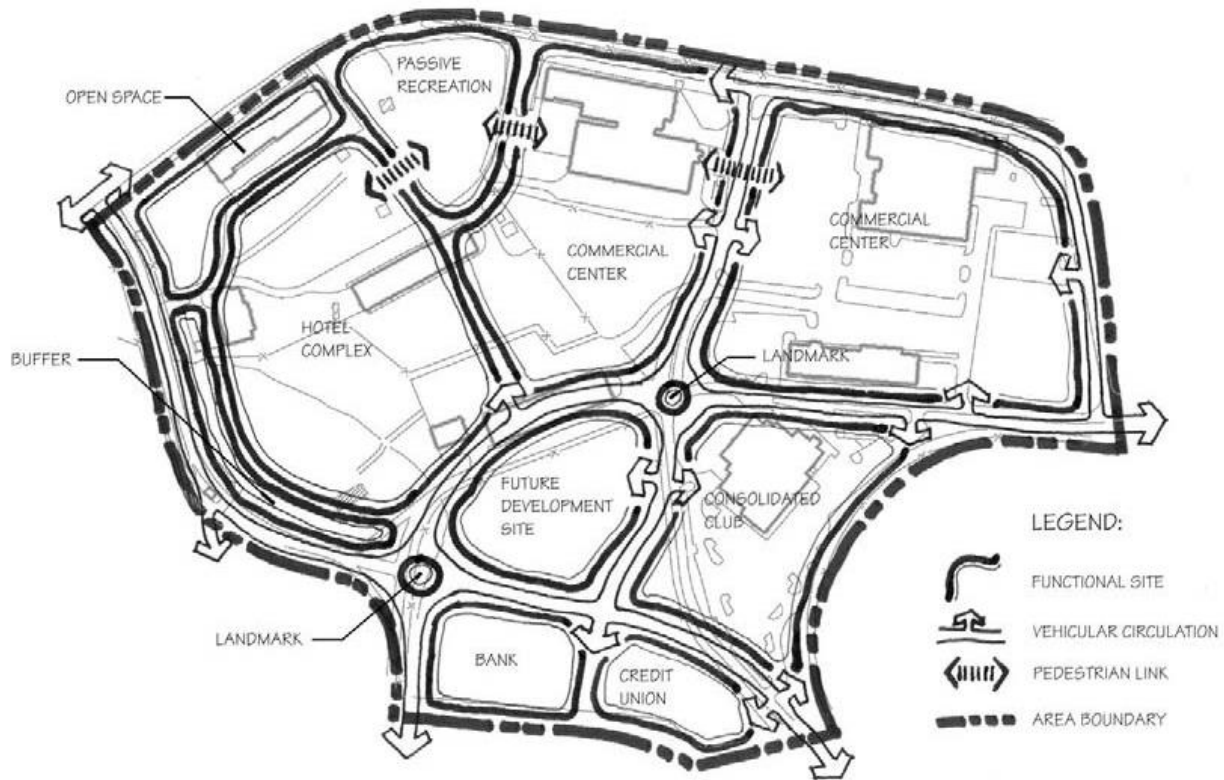 PASSIVE
RECREATION
OPEN SPACE
COMMERCIAL
CENTER
COMMERCIAL
CENTER
HOTEL
COMPLEX
BUFFER
LANDMARK
FUTURE
DEVELOPMENT
SITE
CONSOLIDATED
CLUB
LANDMARK
BANK
CREDIT
UNION
LEGEND:
FUNCTIONAL SITE
VEHICULAR CIRCULATION
PEDESTRIAN LINK
AREA BOUNDARY